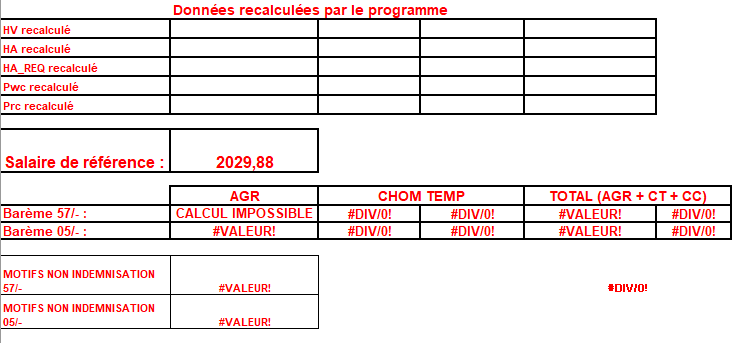 Données recalculées par le programme
HV recalculé
HA recalculé
HA_REQ recalculé
Pwc recalculé
Prc recalculé
Salaire de référence : 2029,88
AGR CHOM TEMP TOTAL (AGR + CT + CC)
Barème 57/- : CALCUL IMPOSSIBLE #DIV/0! #DIV/0! #VALEUR! #DIV/0!
Barème 05/- : #VALEUR! #DIV/0! #DIV/0! #VALEUR! #DIV/0!
MOTIFS NON INDEMNISATION
57/- #VALEUR! #DIV/0!
MOTIFS NON INDEMNISATION
05/- #VALEUR!